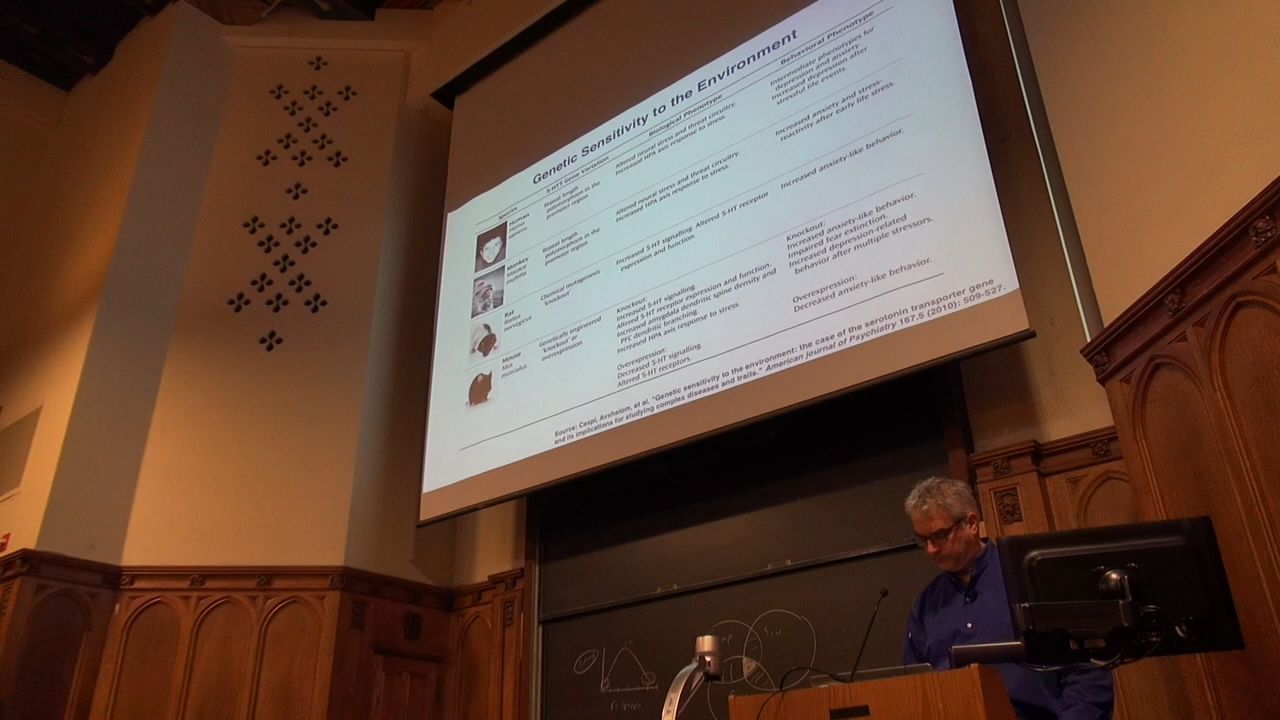 Genetic Sensitivity to the Environment
Species
5-HTT Gene Variation
Biological Phenotype
Behavioral Phenotype
Human
Homo
sapiens
Repeat length
polymorphism in the
promoter region
Altered neural stress and threat circuitry.
Increased HPA axis response to stress.
Intermediate phenotypes for
depression and anxiety.
Increased depression after
stressful life events.
Monkey
Macaca
mulatta
Repeat length
polymorphism in the
promoter region
Altered neural stress and threat circuitry.
Increased HPA axis response to stress.
Increased anxiety and stress-
reactivity after early life stress.
Rat
Rattus
norvegicus
Chemical mutagenesis
"knockout"
Increased 5-HT signalling. Altered 5-HT receptor
expression and function.
Increased anxiety-like behavior.
Mouse
Mus
musculus
Genetically engineered
"knockout" or
overexpression
Knockout:
Increased 5-HT signalling
Altered 5-HT receptor expression and function.
Increased amygdala dendritic spine density and
PFC dendritic branching.
Increased HPA axis response to stress.
Overexpression:
Decreased 5-HT signalling.
Altered 5-HT receptors.
Knockout:
Increased anxiety-like behavior.
Impaired fear extinction.
Increased depression-related
behavior after multiple stressors.
Overexpression:
Decreased anxiety-like behavior.
Source: Caspi, Avshalom, et al. "Genetic sensitivity to the environment: the case of the serotonin transporter gene
and its implications for studying complex diseases and traits." American Journal of Psychiatry 167.5 (2010): 509-527.